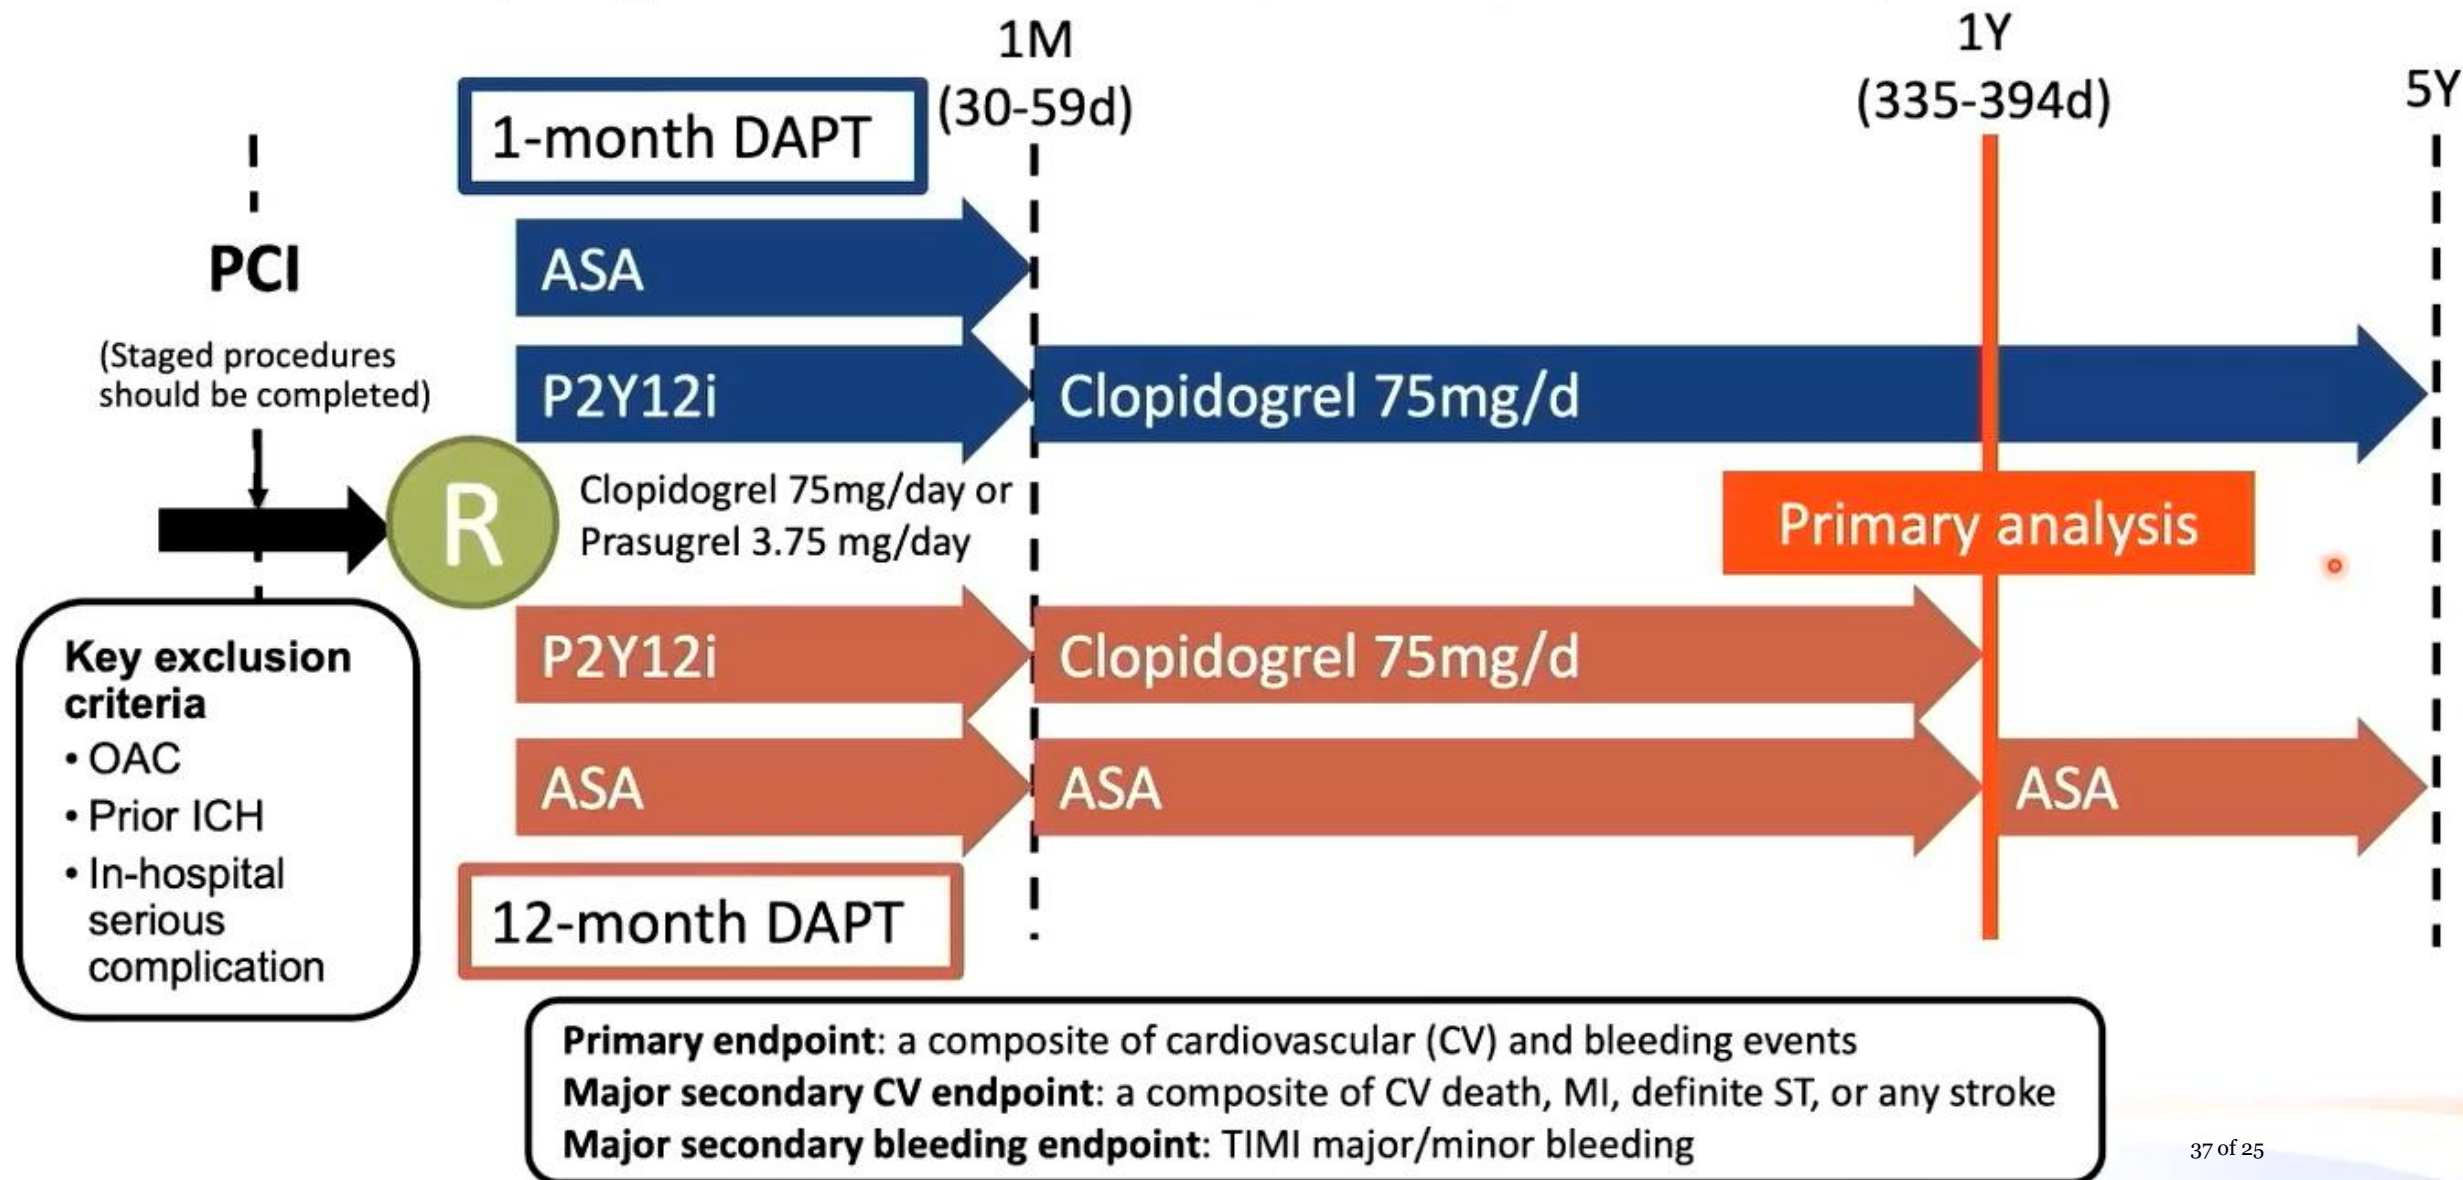 1M
(30-59d)
1Y
(335-394d)
5Y
1-month DAPT
PCI
(Staged procedures
should be completed)
ASA
P2Y12i
Clopidogrel 75mg/d
R
Clopidogrel 75mg/day or
Prasugrel 3.75 mg/day
Primary analysis
P2Y12i
Clopidogrel 75mg/d
ASA
ASA
ASA
12-month DAPT
Key exclusion
criteria
• OAC
• Prior ICH
• In-hospital
serious
complication
Primary endpoint: a composite of cardiovascular (CV) and bleeding events
Major secondary CV endpoint: a composite of CV death, MI, definite ST, or any stroke
Major secondary bleeding endpoint: TIMI major/minor bleeding
37 of 25